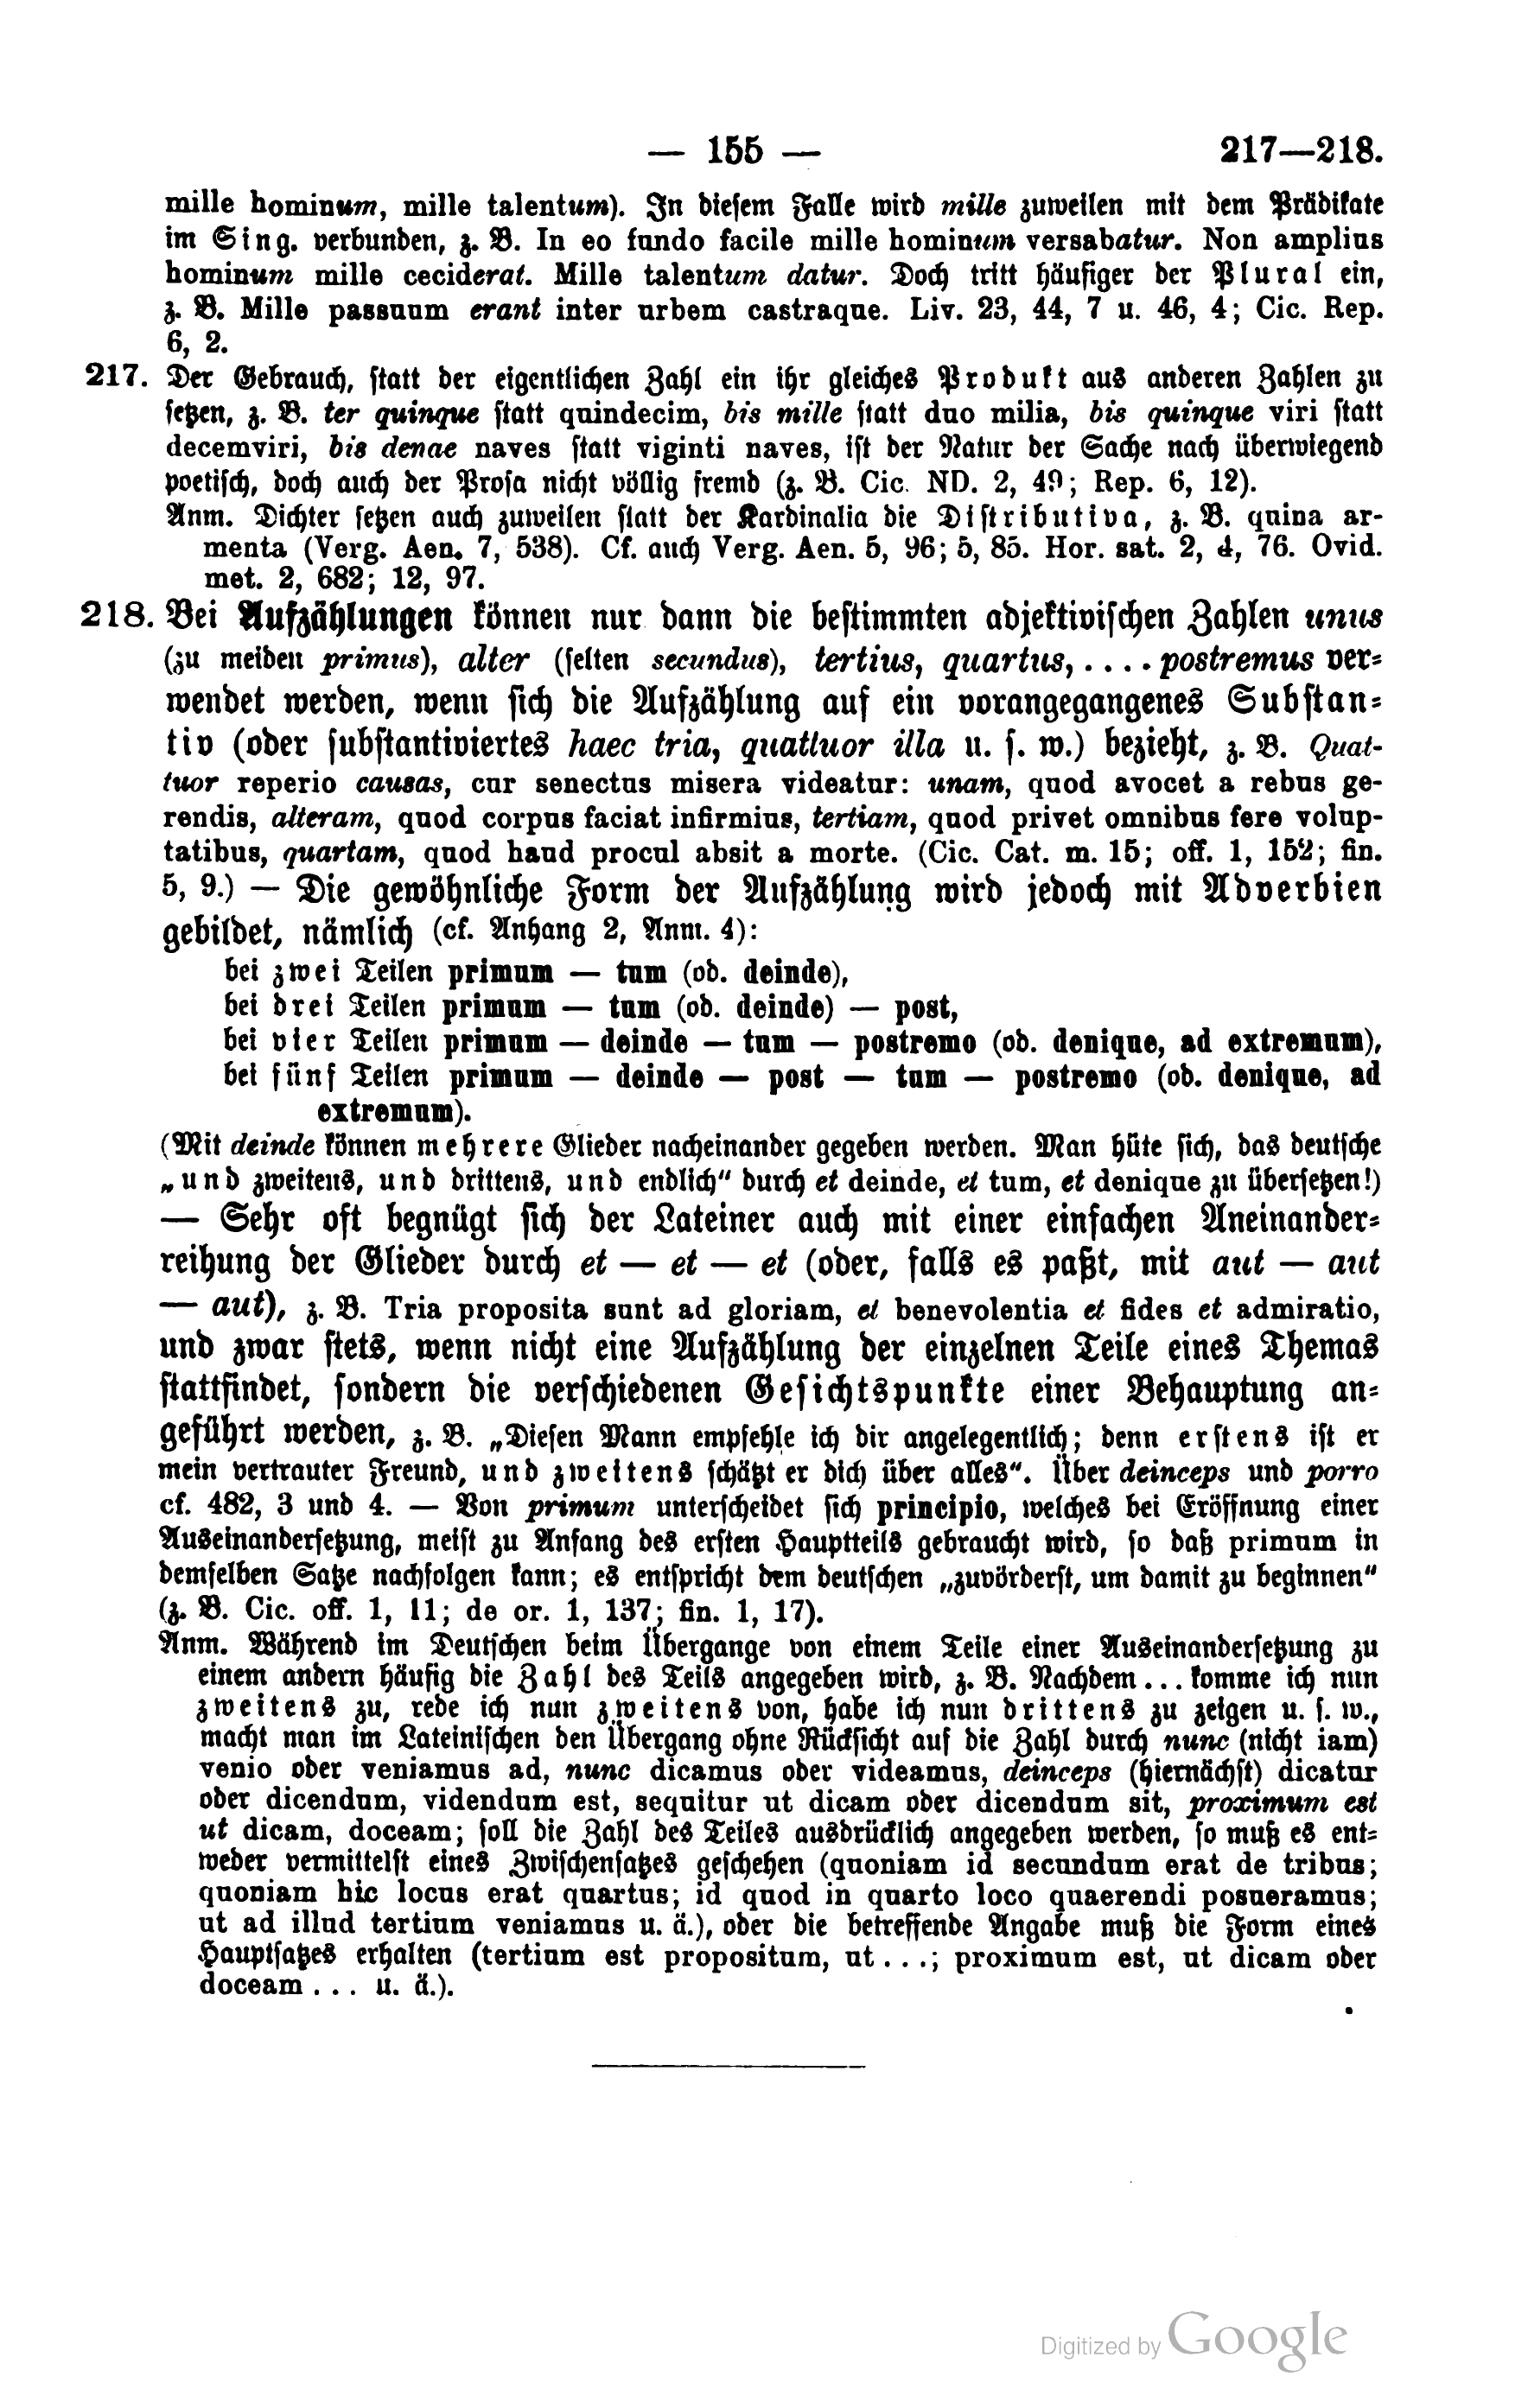 — 155 — 217—218.
mille hominum, mille talentum). In diesem Falle wird mille zuweilen mit dem Prädikate
im Sing. verbunden, z. B. In eo fundo facile mille hominum versabatur. Non amplius
hominum mille ceciderat. Mille talentum datur. Doch tritt häufiger der Plural ein,
z. B. Mille passuum erant inter urbem castraque. Liv. 23, 44, 7 u. 46, 4; Cic. Rep.
6, 2.
217. Der Gebrauch, statt der eigentlichen Zahl ein ihr gleiches Produkt aus anderen Zahlen zu
setzen, z. B. ter quinque statt quindecim, bis mille statt duo milia, bis quinque viri statt
decemviri, bis denae naves statt viginti naves, ist der Natur der Sache nach überwiegend
poetisch, doch auch der Prosa nicht völlig fremd (z. B. Cic. ND. 2, 49; Rep. 6, 12).
Anm. Dichter setzen auch zuweilen statt der Kardinalia die Distributiva, z. B. quina ar-
menta (Verg. Aen. 7, 538). Cf. auch Verg. Aen. 5, 96; 5, 85. Hor. sat. 2, 4, 76. Ovid.
met. 2, 682; 12, 97.
218. Bei Aufzählungen können nur dann die bestimmten adjektivischen Zahlen unus
(zu meiden primus), alter (selten secundus), tertius, quartus, .... postremus ver-
wendet werden, wenn sich die Aufzählung auf ein vorangegangenes Substan-
tiv (oder substantiviertes haec tria, quattuor illa u. s. w.) bezieht, z. B. Quat-
tuor reperio causas, cur senectus misera videatur: unam, quod avocet a rebus ge-
rendis, alteram, quod corpus faciat infirmius, tertiam, quod privet omnibus fere volup-
tatibus, quartam, quod haud procul absit a morte. (Cic. Cat. m. 15; off. 1, 152; fin.
5, 9.) — Die gewöhnliche Form der Aufzählung wird jedoch mit Adverbien
gebildet, nämlich (cf. Anhang 2, Anm. 4):
bei zwei Teilen primum — tum (od. deinde),
bei drei Teilen primum — tum (od. deinde) — post,
bei vier Teilen primum — deinde — tum — postremo (od. denique, ad extremum),
bei fünf Teilen primum — deinde — post — tum — postremo (od. denique, ad
extremum).
(Mit deinde können mehrere Glieder nacheinander gegeben werden. Man hüte sich, das deutsche
„und zweitens, und drittens, und endlich“ durch et deinde, et tum, et denique zu übersetzen!)
— Sehr oft begnügt sich der Lateiner auch mit einer einfachen Aneinander-
reihung der Glieder durch et — et — et (oder, falls es paßt, mit aut — aut
— aut), z. B. Tria proposita sunt ad gloriam, et benevolentia et fides et admiratio,
und zwar stets, wenn nicht eine Aufzählung der einzelnen Teile eines Themas
stattfindet, sondern die verschiedenen Gesichtspunkte einer Behauptung an-
geführt werden, z. B. „Diesen Mann empfehle ich dir angelegentlich; denn erstens ist er
mein vertrauter Freund, und zweitens schätzt er dich über alles“. Über deinceps und porro
cf. 482, 3 und 4. — Von primum unterscheidet sich principio, welches bei Eröffnung einer
Auseinandersetzung, meist zu Anfang des ersten Hauptteils gebraucht wird, so daß primum in
demselben Satze nachfolgen kann; es entspricht dem deutschen „zuvörderst, um damit zu beginnen“
(z. B. Cic. off. 1, 11; de or. 1, 137; fin. 1, 17).
Anm. Während im Deutschen beim Übergange von einem Teile einer Auseinandersetzung zu
einem andern häufig die Zahl des Teils angegeben wird, z. B. Nachdem ... komme ich nun
zweitens zu, rede ich nun zweitens von, habe ich nun drittens zu zeigen u. s. w.,
macht man im Lateinischen den Übergang ohne Rücksicht auf die Zahl durch nunc (nicht iam)
venio oder veniamus ad, nunc dicamus oder videamus, deinceps (hiernächst) dicatur
oder dicendum, videndum est, sequitur ut dicam oder dicendum sit, proximum est
ut dicam, doceam; soll die Zahl des Teiles ausdrücklich angegeben werden, so muß es ent-
weder vermittelst eines Zwischensatzes geschehen (quoniam id secundum erat de tribus;
quoniam hic locus erat quartus; id quod in quarto loco quaerendi posueramus;
ut ad illud tertium veniamus u. ä.), oder die betreffende Angabe muß die Form eines
Hauptsatzes erhalten (tertium est propositum, ut ...; proximum est, ut dicam oder
doceam ... u. ä.).
Digitized by Google